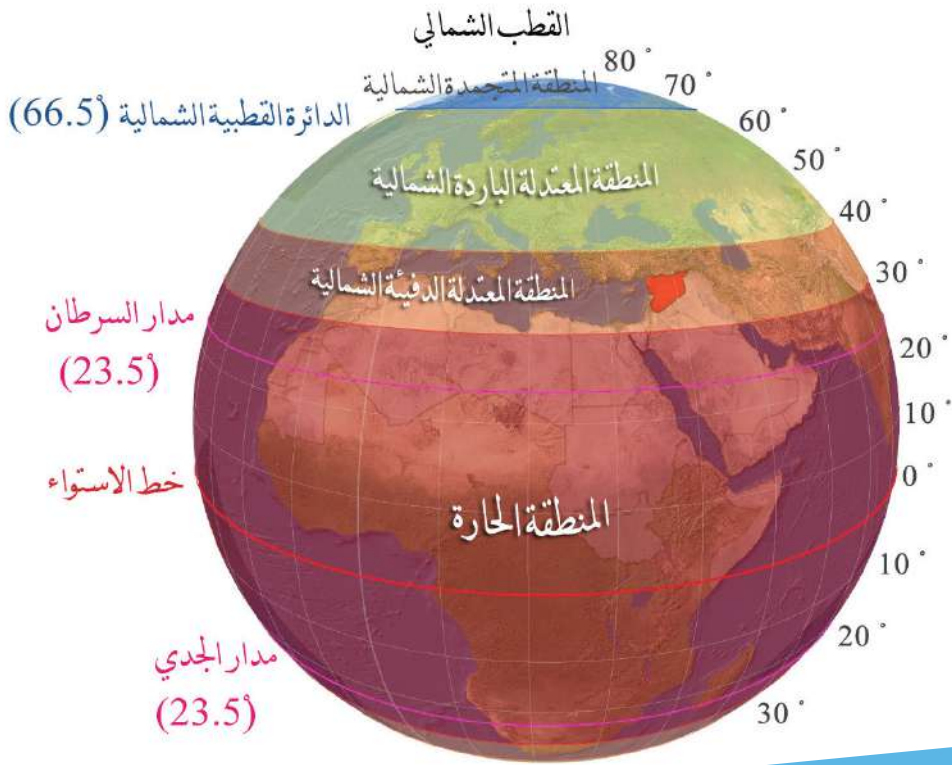 القطب الشمالي
80°
المنطقة المتجمدة الشمالية
70°
الدائرة القطبية الشمالية (66.5°)
60°
50°
المنطقة المعتدلة الباردة الشمالية
40°
30°
المنطقة المعتدلة الدفيئة الشمالية
مدار السرطان
(23.5°)
20°
10°
0°
خط الاستواء
المنطقة الحارة
10°
20°
مدار الجدي
(23.5°)
30°